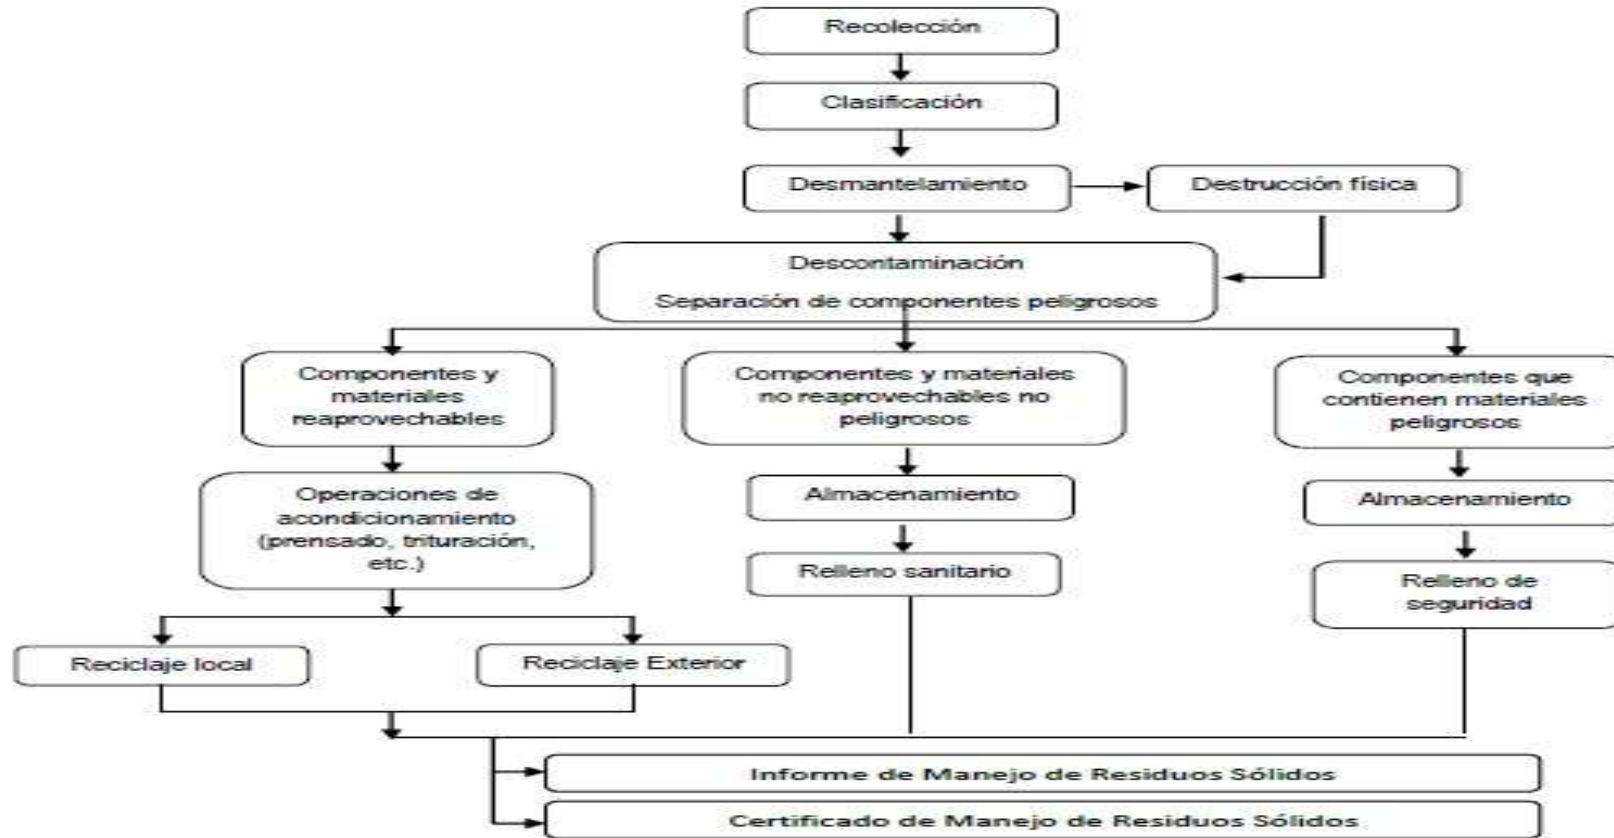 Recolección
Clasificación
Desmantelamiento
Destrucción física
Descontaminación
Separación de componentes peligrosos
Componentes y
materiales
reaprovechables
Componentes y materiales
no reaprovechables no
peligrosos
Componentes que
contienen materiales
peligrosos
Operaciones de
acondicionamiento
(prensado, trituración,
etc.)
Almacenamiento
Almacenamiento
Relleno sanitario
Relleno de
seguridad
Reciclaje local
Reciclaje Exterior
Informe de Manejo de Residuos Sólidos
Certificado de Manejo de Residuos Sólidos